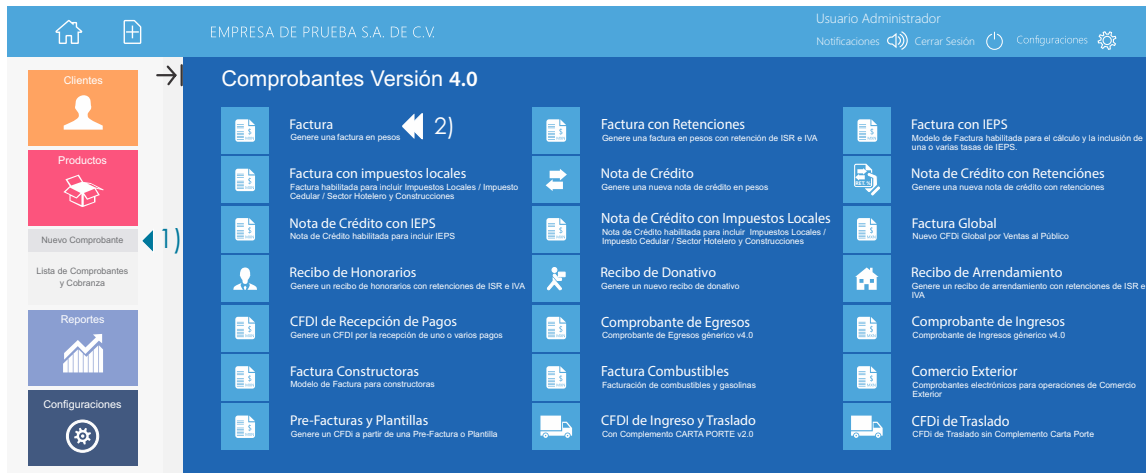 EMPRESA DE PRUEBA S.A. DE C.V.
Usuario Administrador
Notificaciones
Cerrar Sesión
Configuraciones
Clientes
Productos
Nuevo Comprobante
1)
Lista de Comprobantes
y Cobranza
Reportes
Configuraciones
Comprobantes Versión 4.0
Factura
Genere una factura en pesos
2)
Factura con Retenciones
Genere una factura en pesos con retención de ISR e IVA
Factura con IEPS
Modelo de Factura habilitada para el cálculo y la inclusión de
una o varias tasas de IEPS.
Factura con impuestos locales
Factura habilitada para incluir Impuestos Locales / Impuesto
Cedular / Sector Hotelero y Construcciones
Nota de Crédito
Genere una nueva nota de crédito en pesos
Nota de Crédito con Retenciónes
Genere una nueva nota de crédito con retenciones
Nota de Crédito con IEPS
Nota de Crédito habilitada para incluir IEPS
Nota de Crédito con Impuestos Locales
Nota de Crédito habilitada para incluir Impuestos Locales /
Impuesto Cedular / Sector Hotelero y Construcciones
Factura Global
Nuevo CFDi Global por Ventas al Público
Recibo de Honorarios
Genere un recibo de honorarios con retenciones de ISR e IVA
Recibo de Donativo
Genere un nuevo recibo de donativo
Recibo de Arrendamiento
Genere un recibo de arrendamiento con retenciones de ISR e
IVA
CFDI de Recepción de Pagos
Genere un CFDI por la recepción de uno o varios pagos
Comprobante de Egresos
Comprobante de Egresos génerico v4.0
Comprobante de Ingresos
Comprobante de Ingresos génerico v4.0
Factura Constructoras
Modelo de Factura para constructoras
Factura Combustibles
Facturación de combustibles y gasolinas
Comercio Exterior
Comprobantes electrónicos para operaciones de Comercio
Exterior
Pre-Facturas y Plantillas
Genere un CFDi a partir de una Pre-Factura o Plantilla
CFDI de Ingreso y Traslado
Con Complemento CARTA PORTE v2.0
CFDi de Traslado
CFDi de Traslado sin Complemento Carta Porte